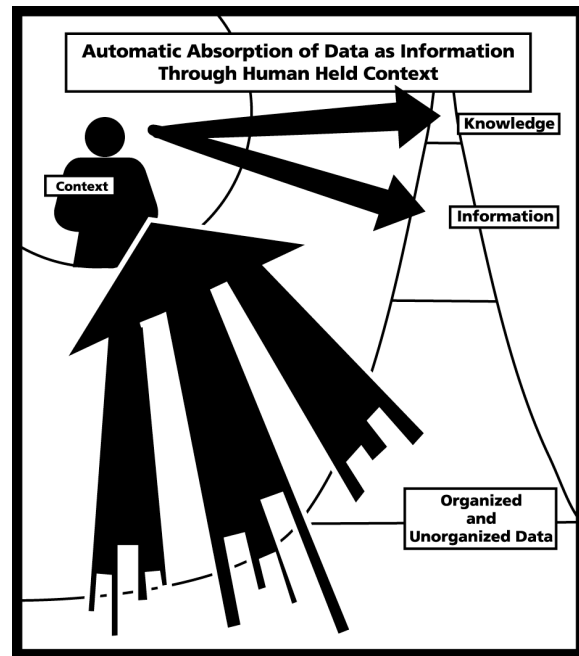 Automatic Absorption of Data as Information
Through Human Held Context
Knowledge
Context
Information
Organized
and
Unorganized Data